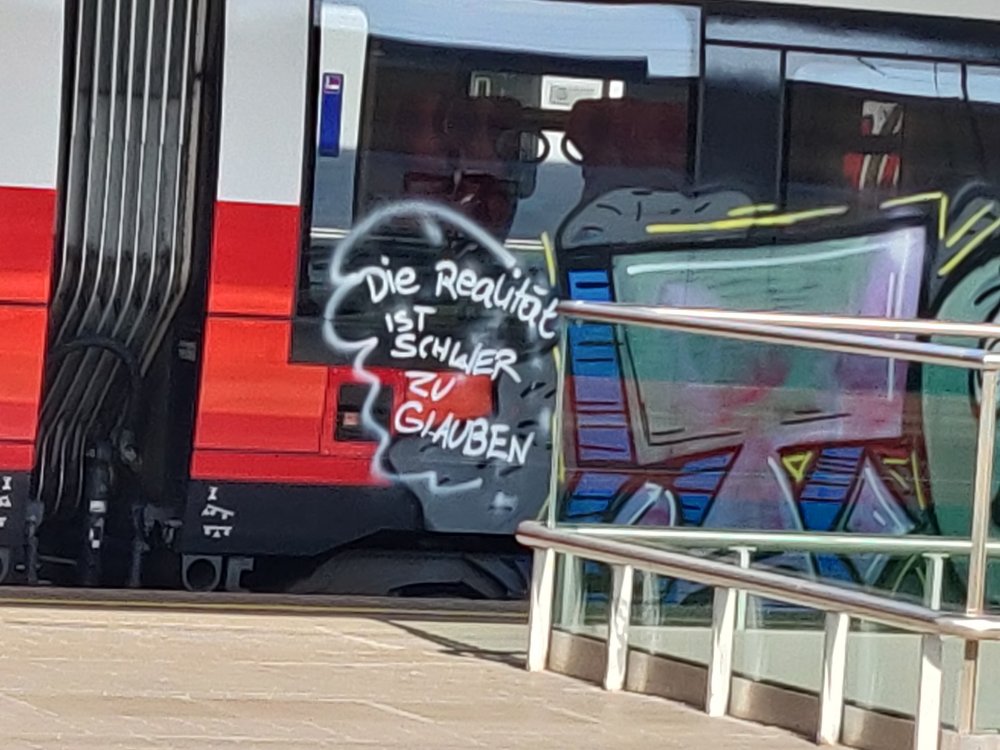 Die Realität
IST
SCHWER
ZU
GLAUBEN